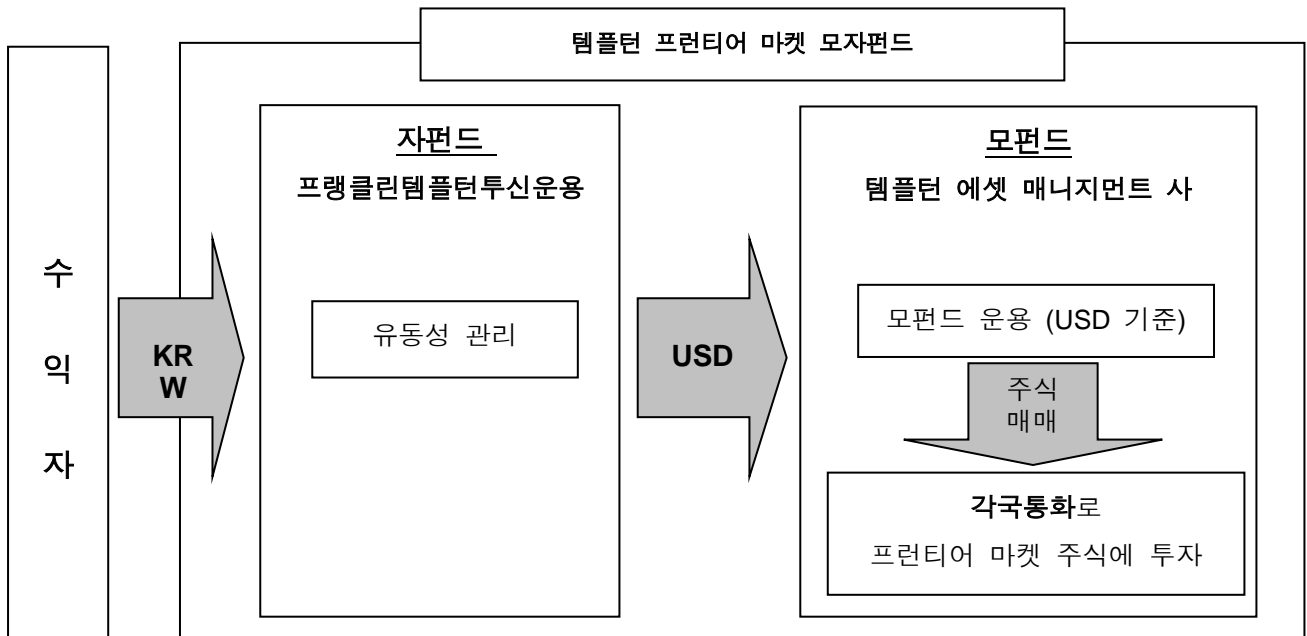 템플턴 프런티어 마켓 모자펀드
수
익
자
KR
W
자펀드
프랭클린템플턴투신운용
유동성 관리
USD
모펀드
템플턴 에셋 매니지먼트 사
모펀드 운용 (USD 기준)
주식
매매
각국통화로
프런티어 마켓 주식에 투자